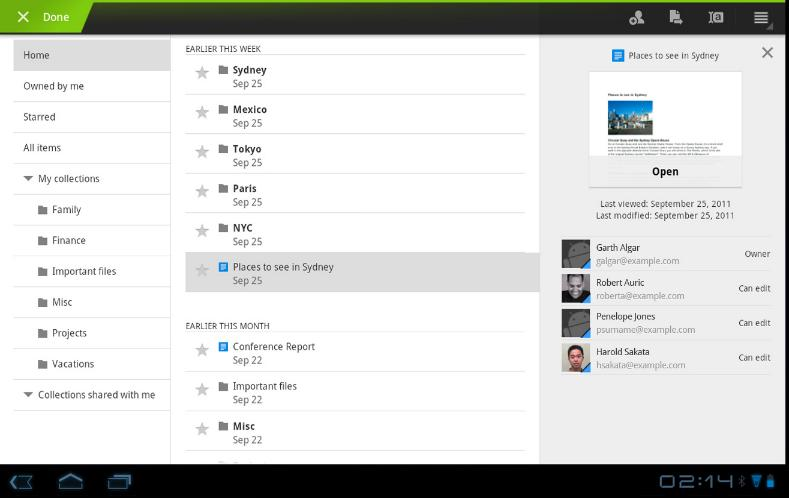 Done
Home
Owned by me
Starred
All items
My collections
Family
Finance
Important files
Misc
Projects
Vacations
Collections shared with me
EARLIER THIS WEEK
Sydney
Sep 25
Mexico
Sep 25
Tokyo
Sep 25
Paris
Sep 25
NYC
Sep 25
Places to see in Sydney
Sep 25
EARLIER THIS MONTH
Conference Report
Sep 22
Important files
Sep 22
Misc
Sep 22
Places to see in Sydney
Places to see in Sydney
Open
Last viewed: September 25, 2011
Last modified: September 25, 2011
Garth Algar
galgar@example.com
Owner
Robert Auric
roberta@example.com
Can edit
Penelope Jones
psurname@example.com
Can edit
Harold Sakata
hsakata@example.com
Can edit
02:14